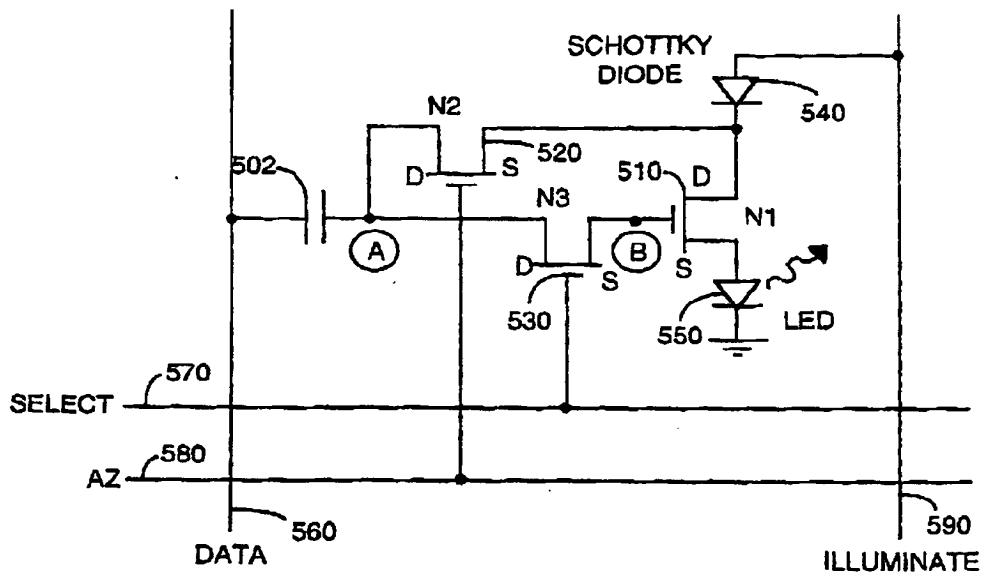 SCHOTTKY
DIODE
540
N2
520
502
D
S
510
D
N3
N1
A
B
S
D
S
530
550
LED
570
SELECT
580
AZ
560
590
DATA
ILLUMINATE